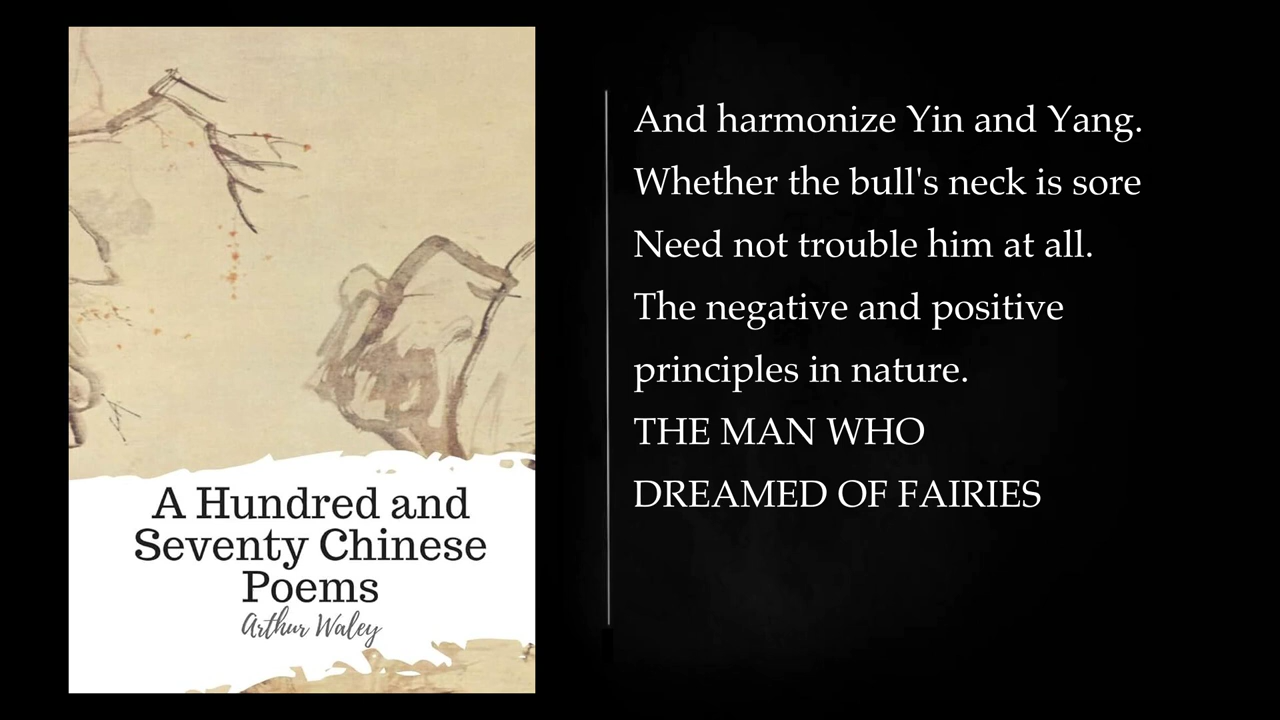 A Hundred and
Seventy Chinese
Poems
Arthur Waley
And harmonize Yin and Yang.
Whether the bull's neck is sore
Need not trouble him at all.
The negative and positive
principles in nature.
THE MAN WHO
DREAMED OF FAIRIES